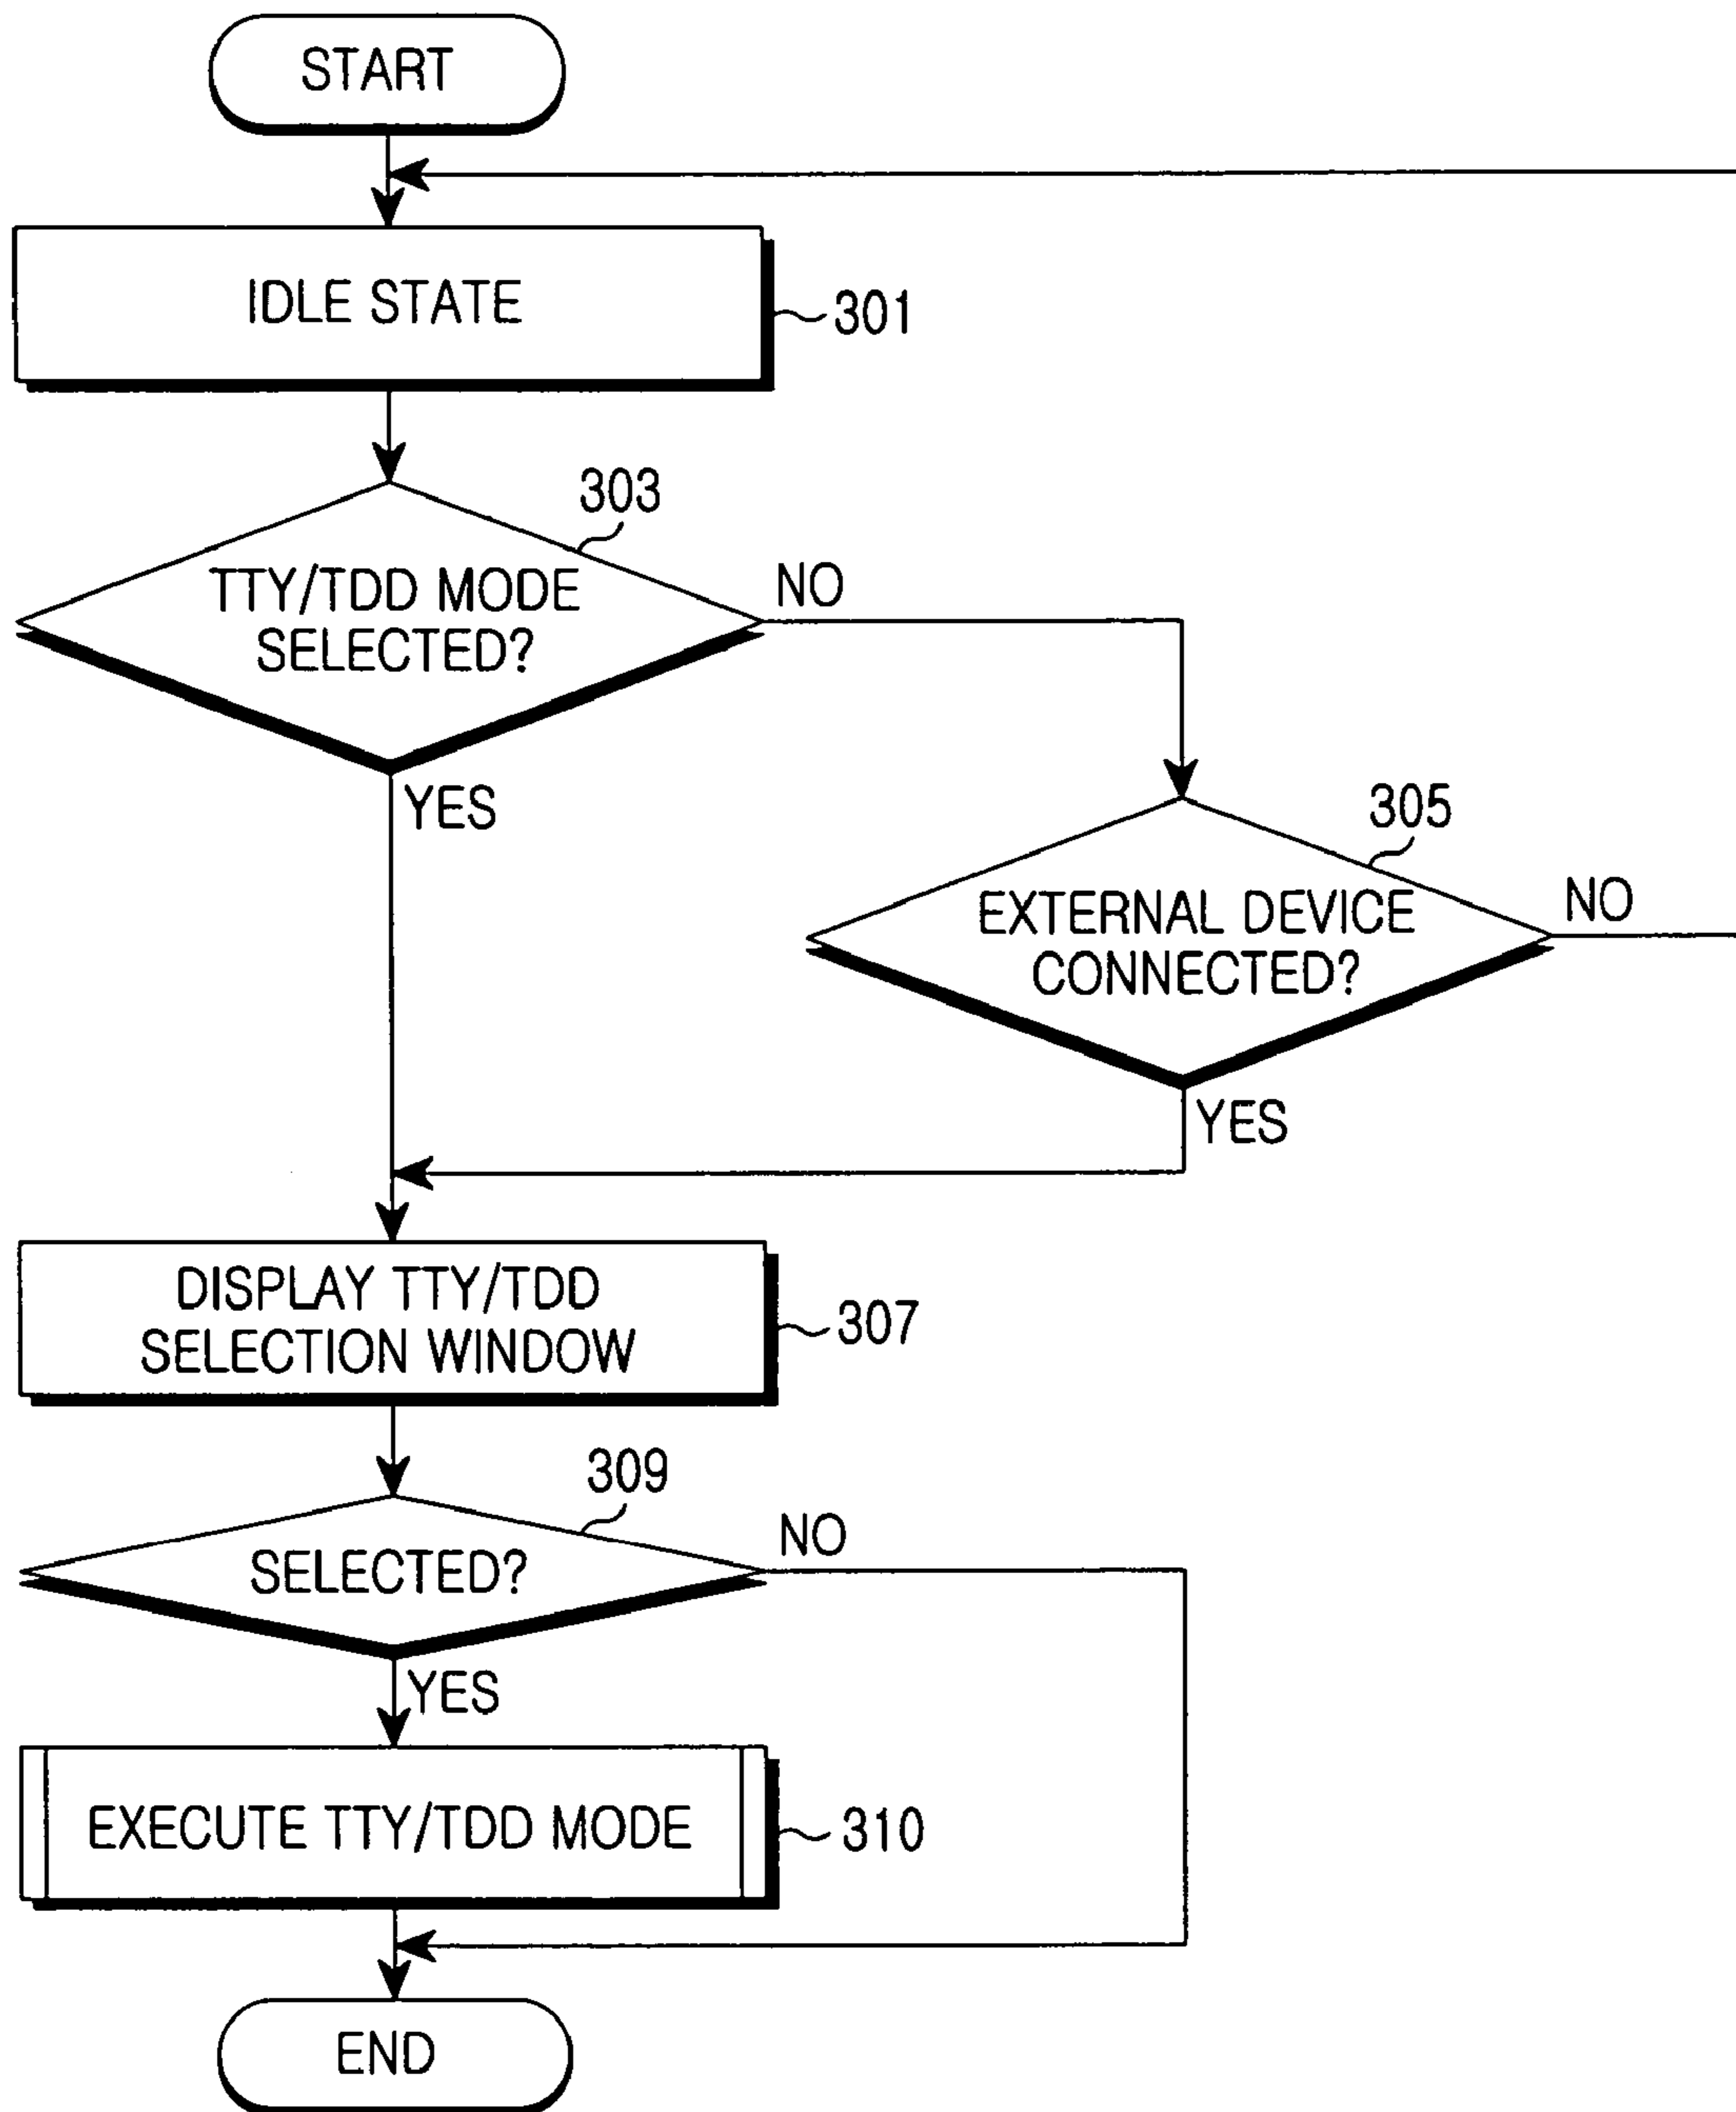 START
IDLE STATE
301
303
TTY/TDD MODE
SELECTED?
NO
YES
305
EXTERNAL DEVICE
CONNECTED?
NO
YES
DISPLAY TTY/TDD
SELECTION WINDOW
307
309
SELECTED?
NO
YES
EXECUTE TTY/TDD MODE
310
END